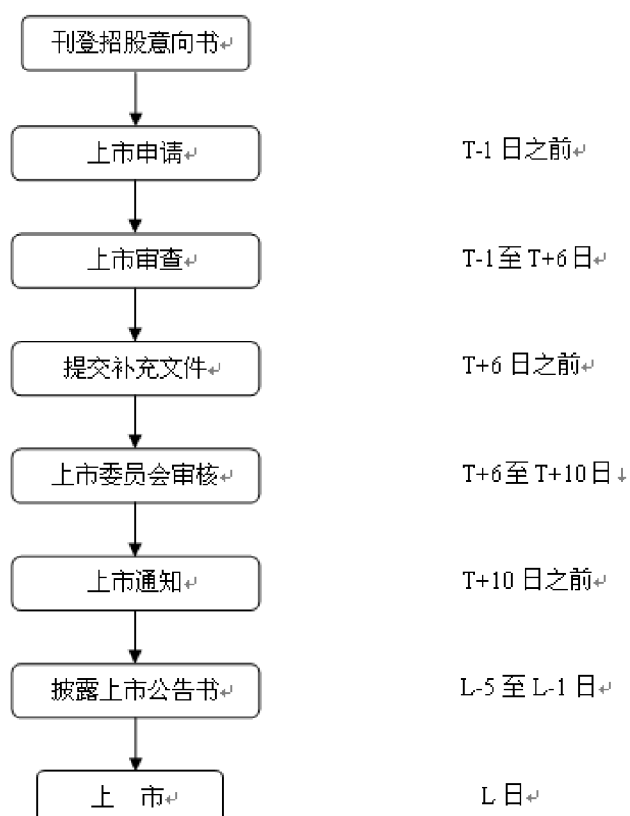 刊登招股意向书
上市申请 T-1 日之前
上市审查 T-1至 T+6日
提交补充文件 T+6 日之前
上市委员会审核 T+6至 T+10日
上市通知 T+10 日之前
披露上市公告书 L-5 至 L-1 日
上 市 L 日